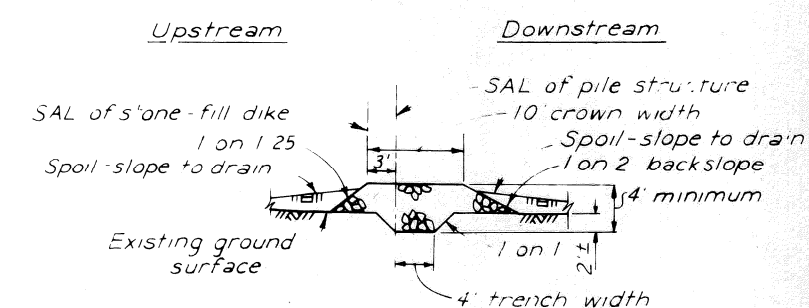 Upstream
Downstream
SAL of pile structure
10' crown width
SAL of stone-fill dike
1 on 1.25
Spoil-slope to drain
3'
Spoil-slope to drain
1 on 2 backslope
4' minimum
Existing ground
surface
1 on 1
2'±
4' trench width